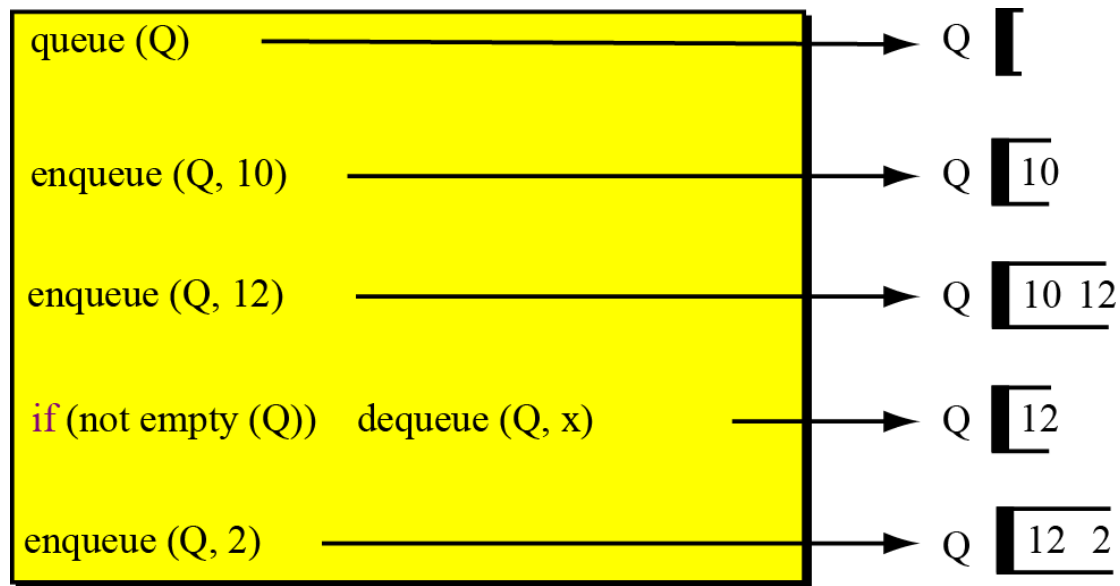 queue (Q) Q
enqueue (Q, 10) Q 10
enqueue (Q, 12) Q 10 12
if (not empty (Q)) dequeue (Q, x) Q 12
enqueue (Q, 2) Q 12 2